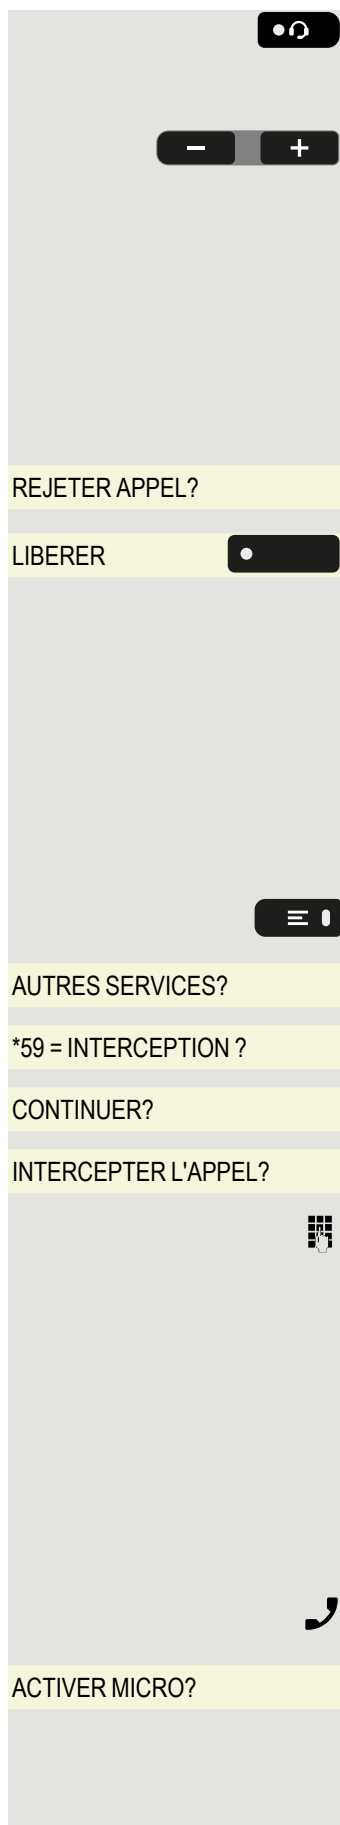 REJETER APPEL?
LIBERER
AUTRES SERVICES?
*59 = INTERCEPTION ?
CONTINUER?
INTERCEPTER L'APPEL?
ACTIVER MICRO?